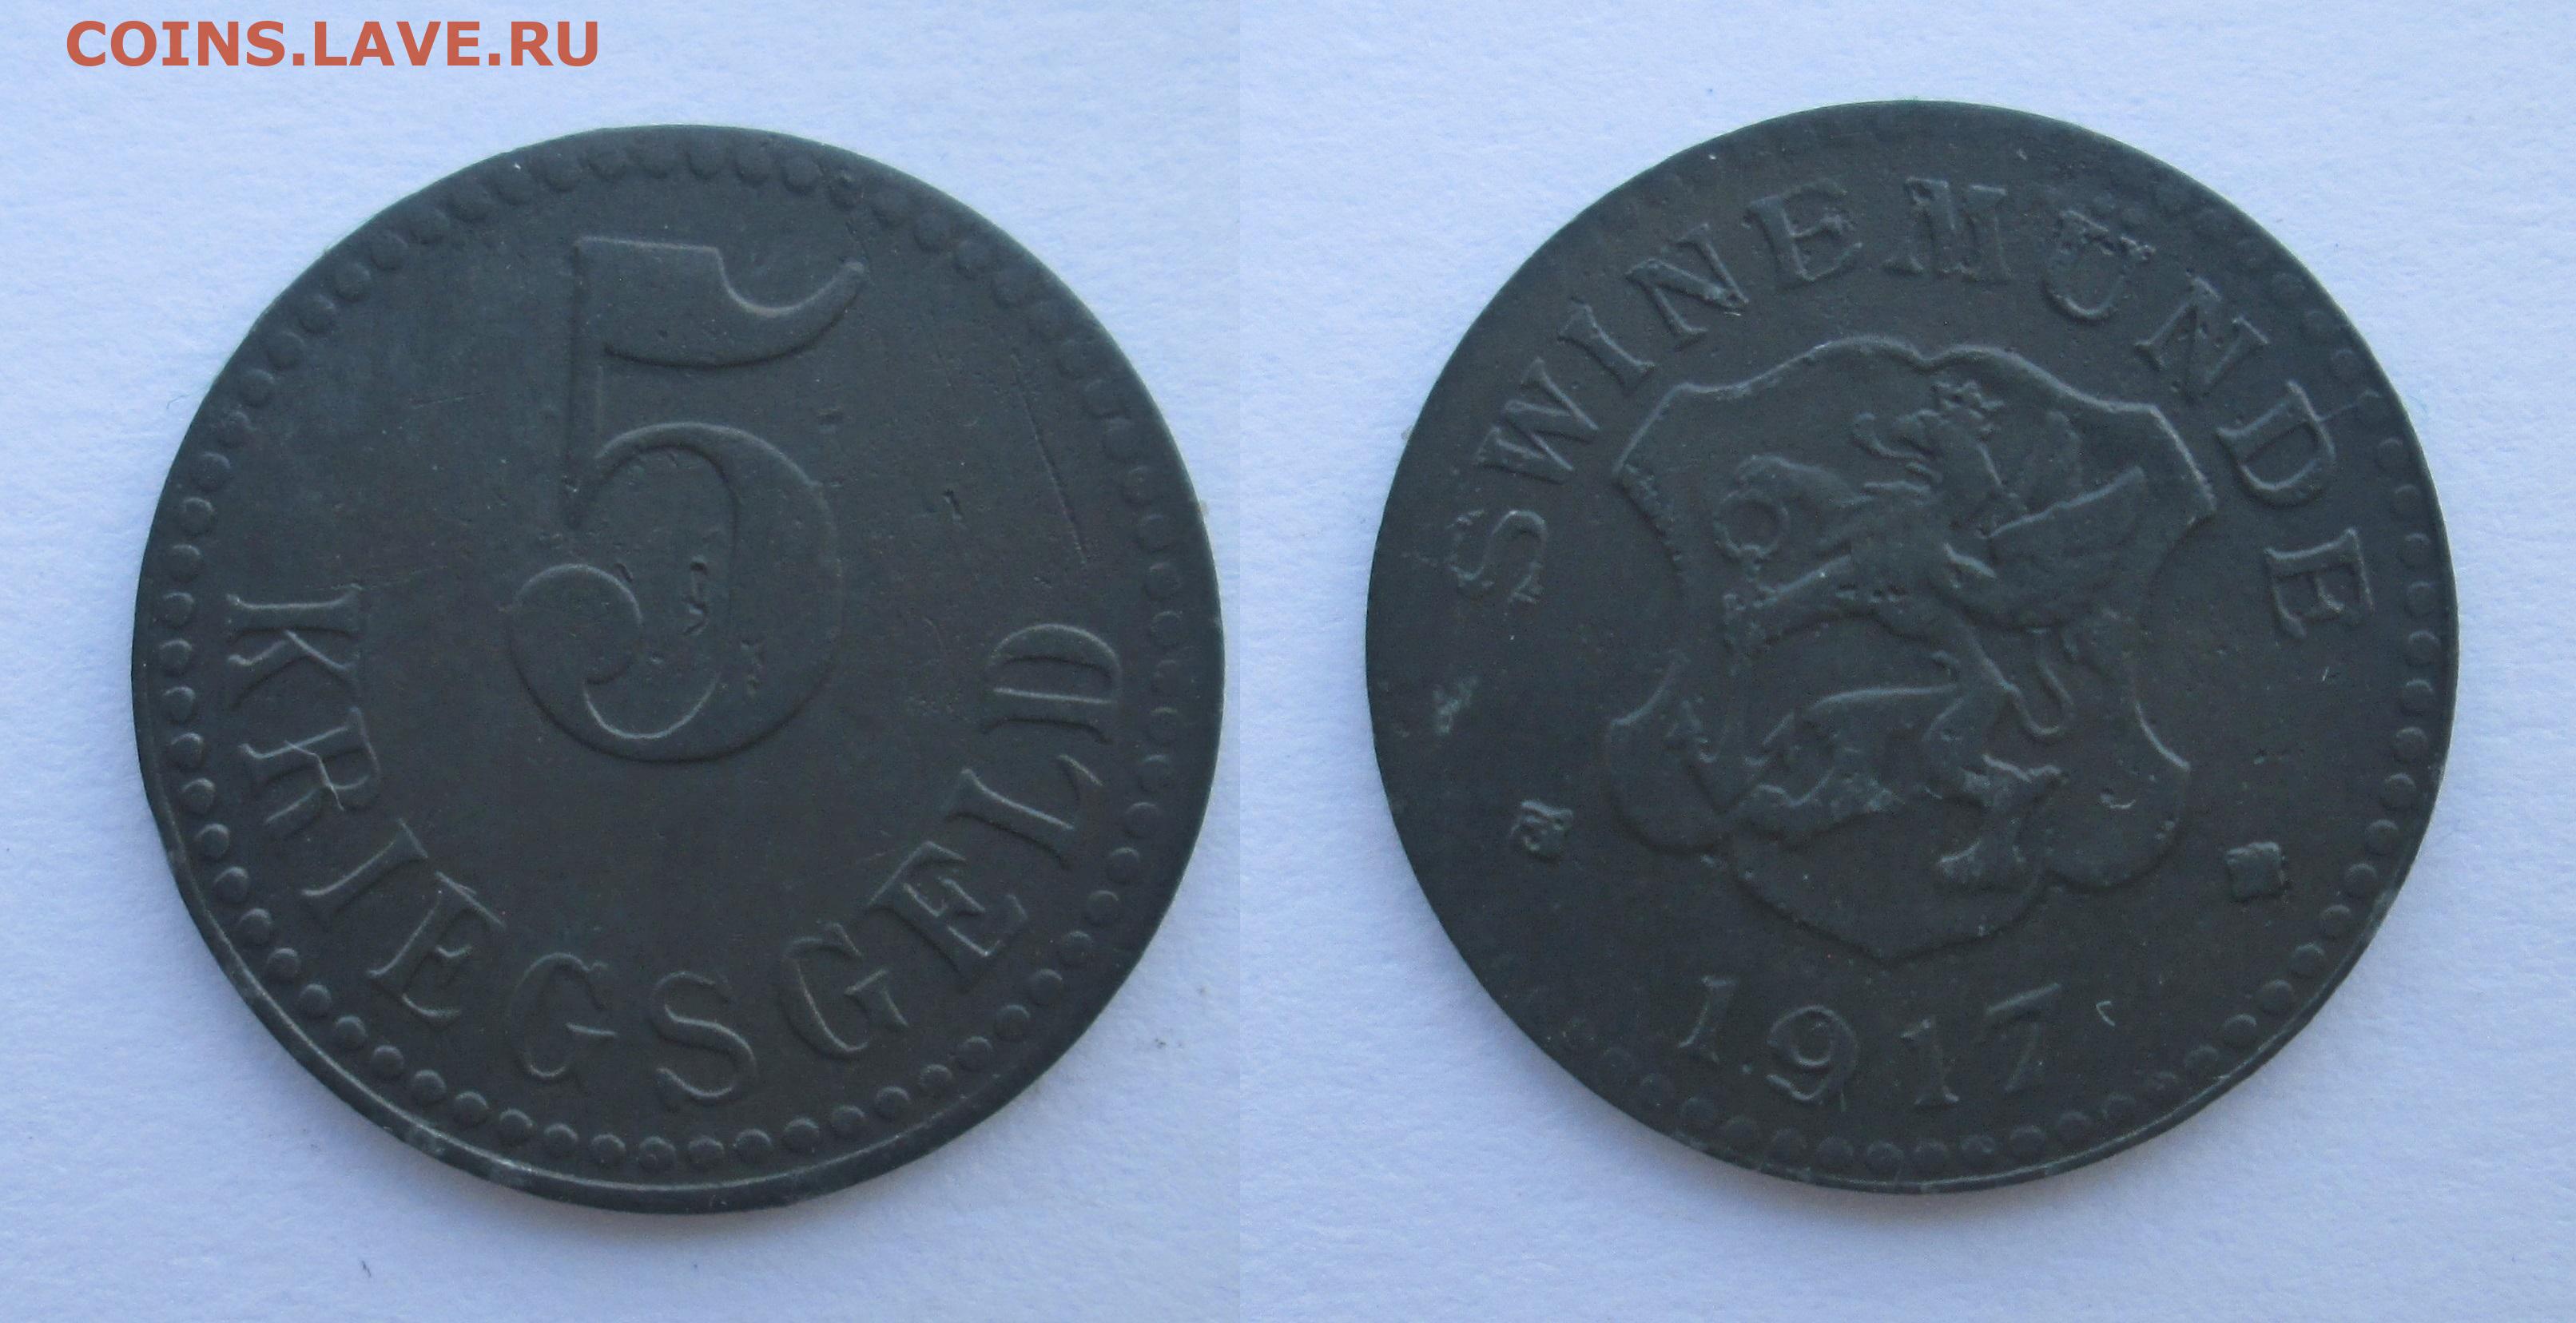 COINS.LAVE.RU
5
KRIEGSGELD
SWINEMÜNDE
1917